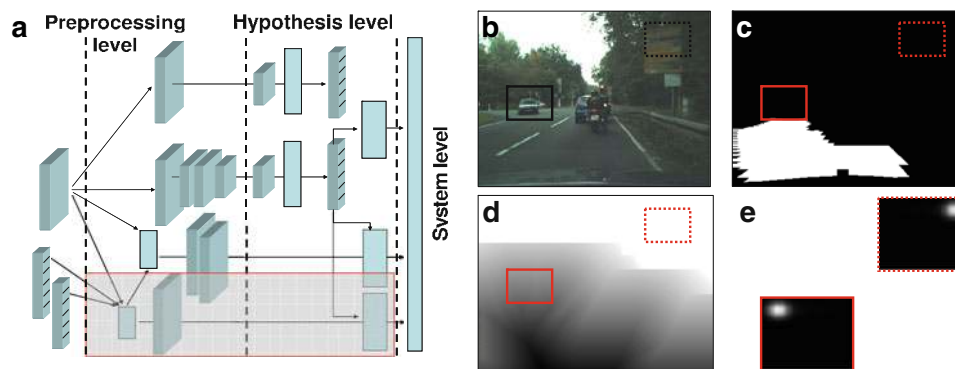 a
Preprocessing
level
Hypothesis level
System level
b
c
d
e